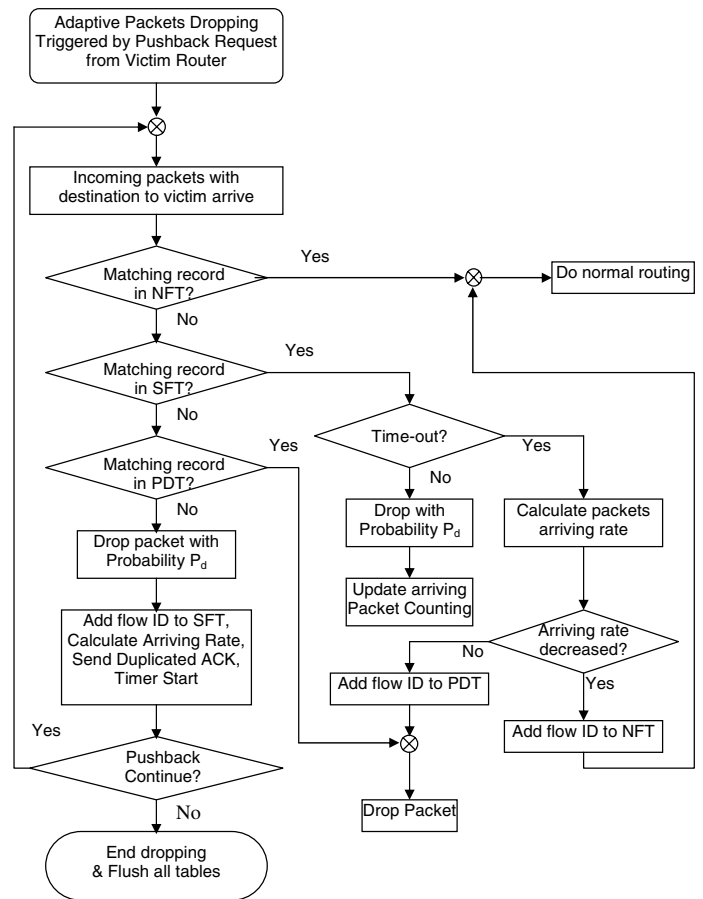 Adaptive Packets Dropping
Triggered by Pushback Request
from Victim Router
Incoming packets with
destination to victim arrive
Matching record
in NFT?
Yes
Do normal routing
No
Matching record
in SFT?
Yes
No
Time-out?
Yes
No
Matching record
in PDT?
Yes
No
Drop with
Probability Pd
Calculate packets
arriving rate
Drop packet with
Probability Pd
Update arriving
Packet Counting
Add flow ID to SFT,
Calculate Arriving Rate,
Send Duplicated ACK,
Timer Start
Arriving rate
decreased?
No
Yes
Add flow ID to PDT
Add flow ID to NFT
Yes
Pushback
Continue?
No
Drop Packet
End dropping
& Flush all tables